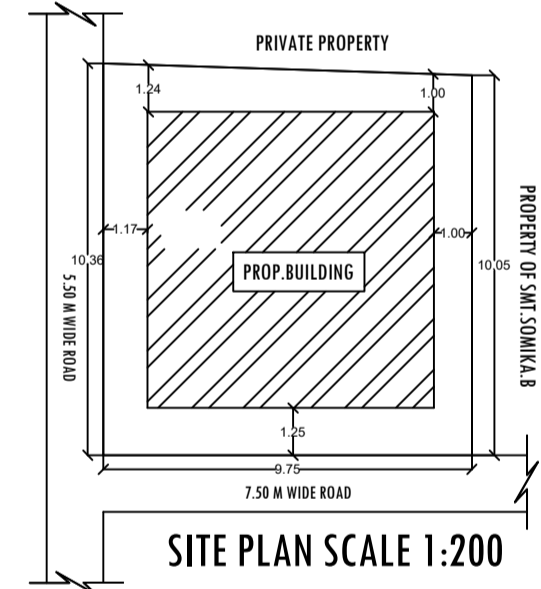 PRIVATE PROPERTY
1.24
1.00
1.17
1.00
10.36
10.05
PROP.BUILDING
5.50 M WIDE ROAD
PROPERTY OF SMT.SOMIKA.B
1.25
9.75
7.50 M WIDE ROAD
SITE PLAN SCALE 1:200